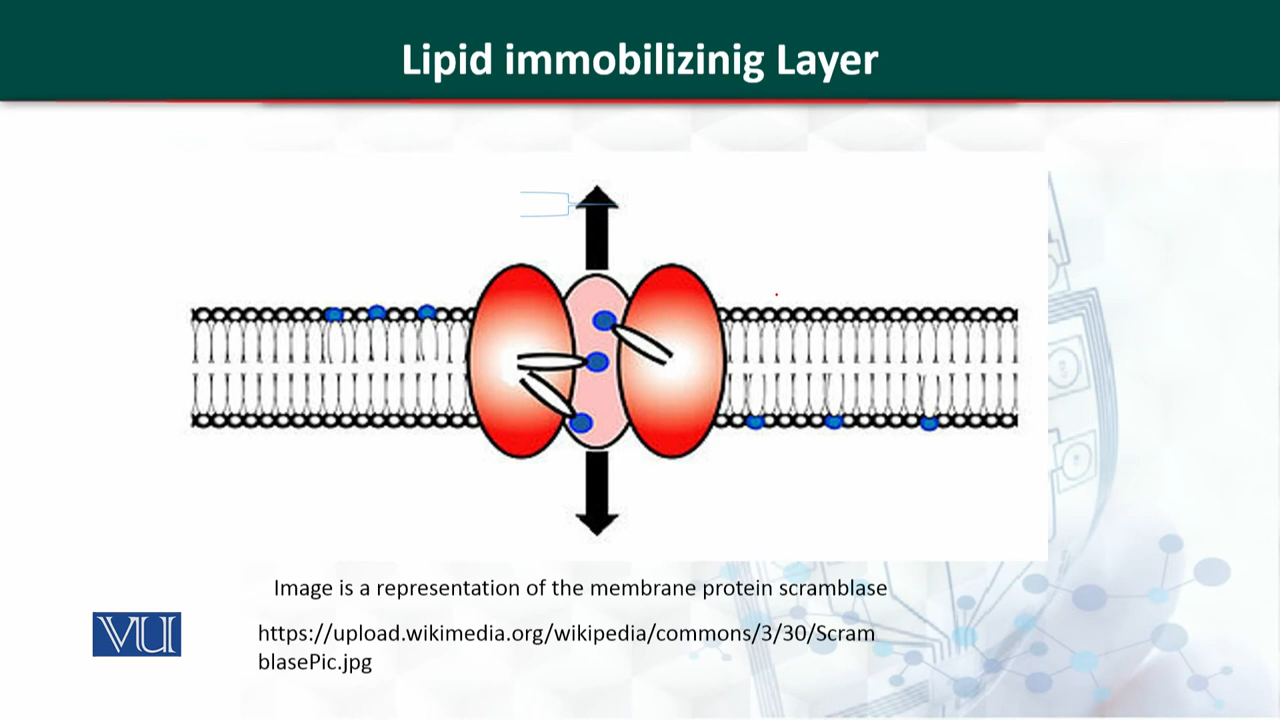 Lipid immobilizinig Layer
Image is a representation of the membrane protein scramblase
https://upload.wikimedia.org/wikipedia/commons/3/30/Scram
blasePic.jpg
VU